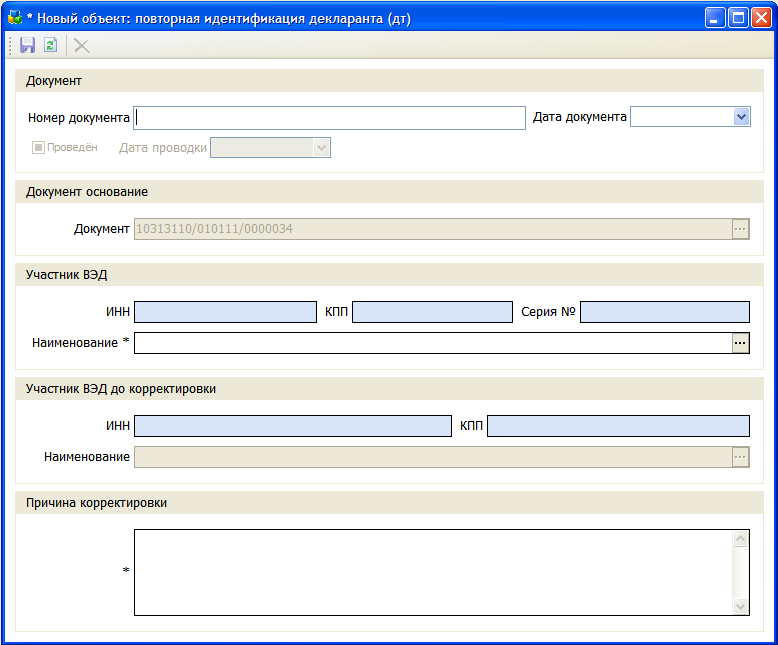 * Новый объект: повторная идентификация декларанта (дт)
Документ
Номер документа Дата документа
Проведён Дата проводки
Документ основание
Документ 10313110/010111/0000034 ...
Участник ВЭД
ИНН КПП Серия №
Наименование * ...
Участник ВЭД до корректировки
ИНН КПП
Наименование ...
Причина корректировки
*